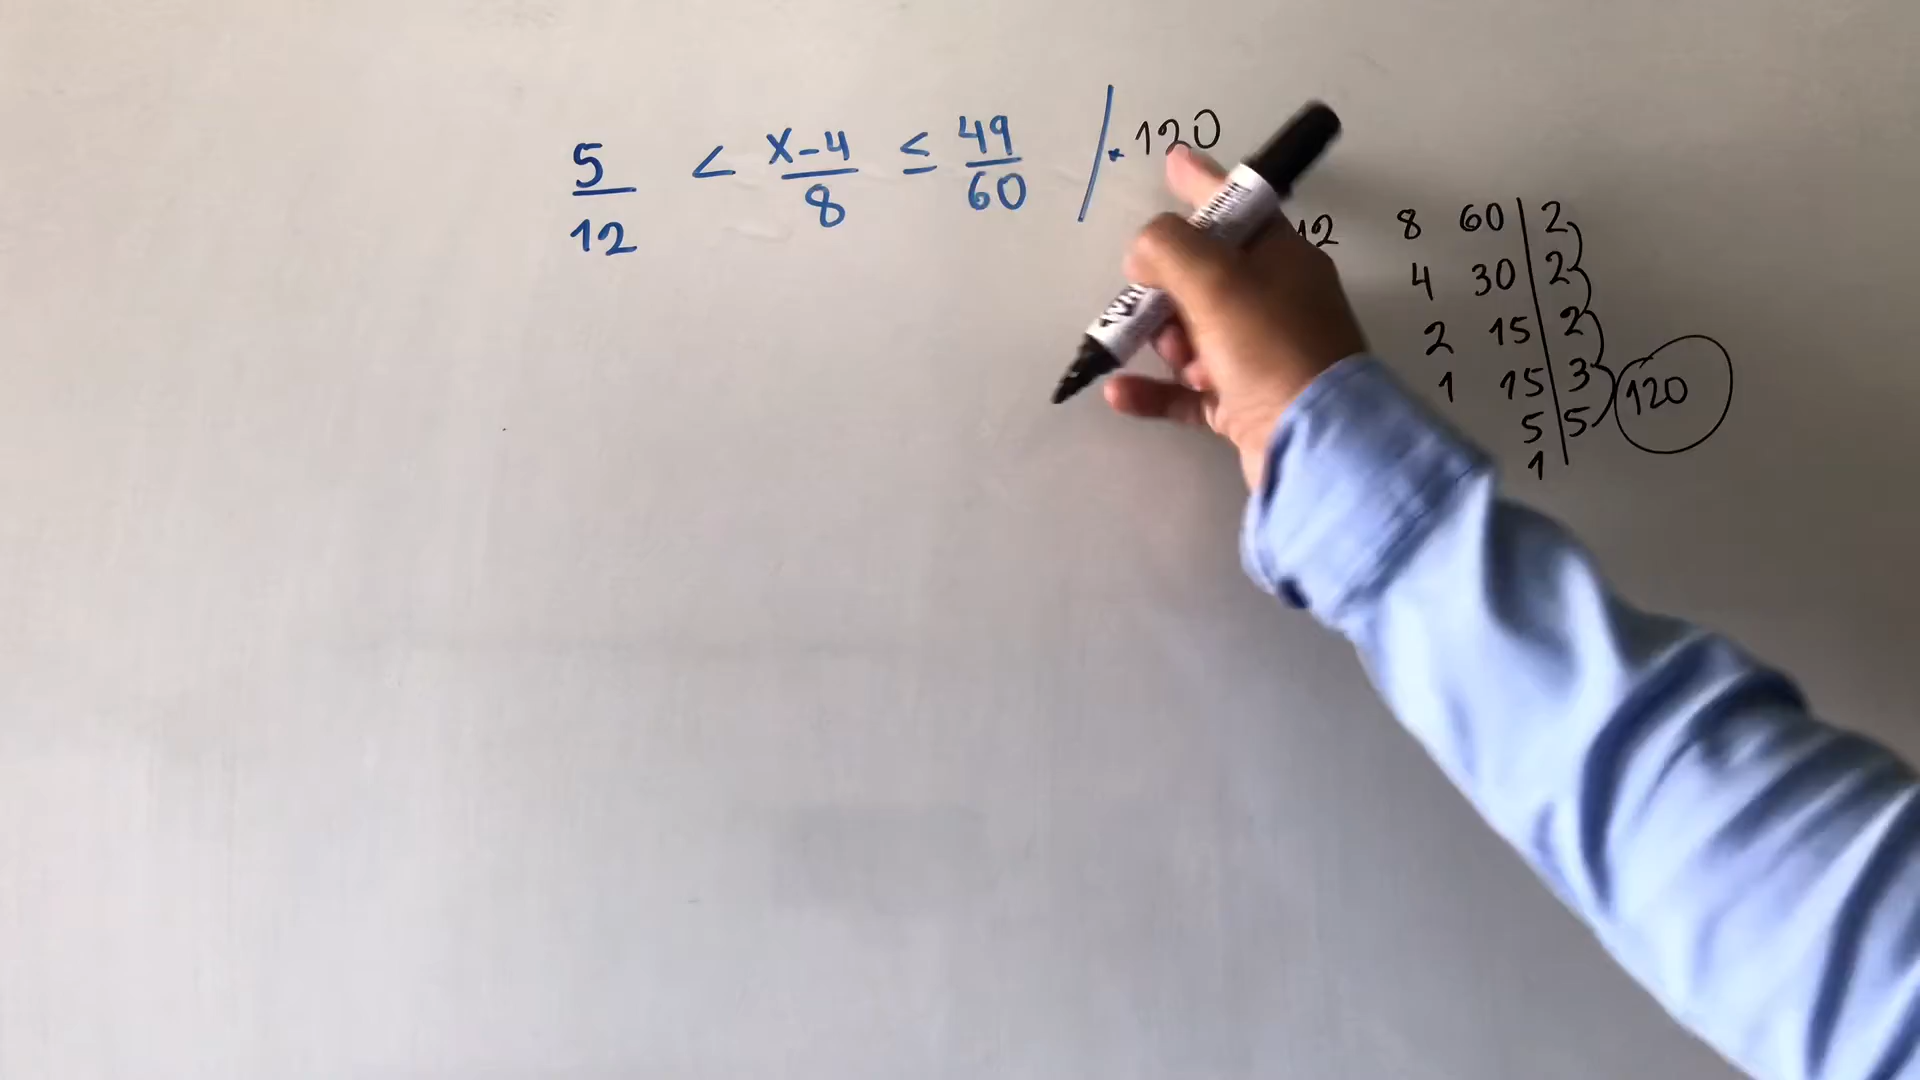 5/12 < x-4/8 ≤ 49/60 / · 120
12 8 60 | 2
4 30 | 2
2 15 | 2
1 15 | 3
5 | 5
1
120